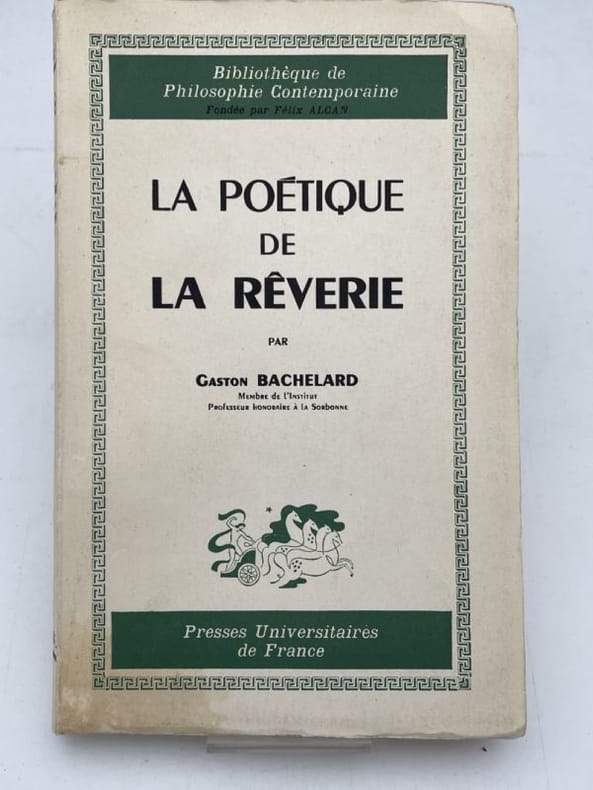 Bibliothèque de
Philosophie Contemporaine
Fondée par Félix ALCAN
LA POÉTIQUE
DE
LA RÊVERIE
PAR
GASTON BACHELARD
MEMBRE DE L'INSTITUT
PROFESSEUR HONORAIRE À LA SORBONNE
Presses Universitaires
de France